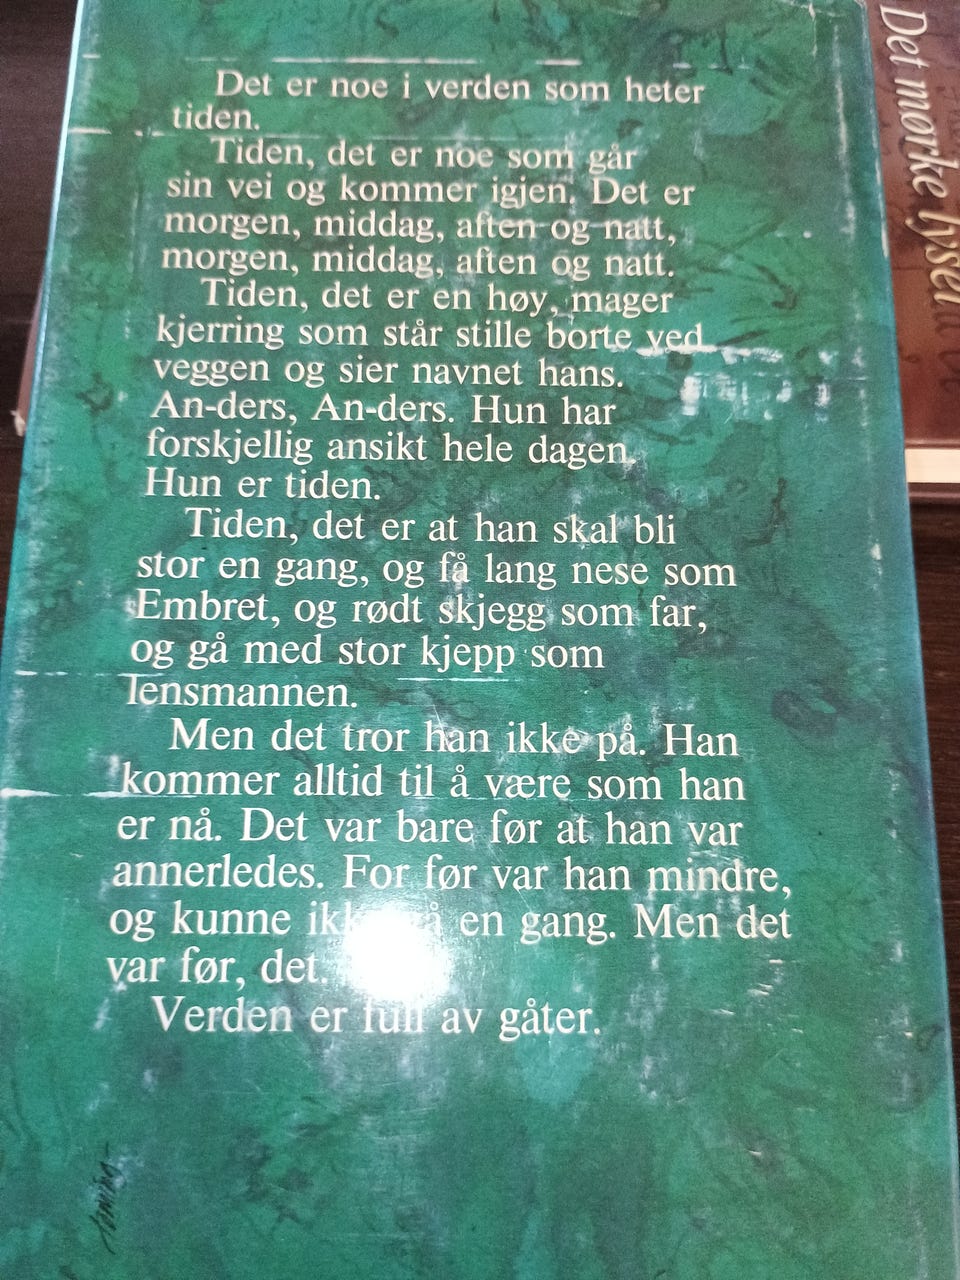 Det er noe i verden som heter
tiden.
Tiden, det er noe som går
sin vei og kommer igjen. Det er
morgen, middag, aften og natt,
morgen, middag, aften og natt.
Tiden, det er en høy, mager
kjerring som står stille borte ved
veggen og sier navnet hans.
An-ders, An-ders. Hun har
forskjellig ansikt hele dagen.
Hun er tiden.
Tiden, det er at han skal bli
stor en gang, og få lang nese som
Embret, og rødt skjegg som far,
og gå med stor kjepp som
lensmannen.
Men det tror han ikke på. Han
kommer alltid til å være som han
er nå. Det var bare før at han var
annerledes. For før var han mindre,
og kunne ikke gå en gang. Men det
var før, det.
Verden er full av gåter.
Det mørke lyset